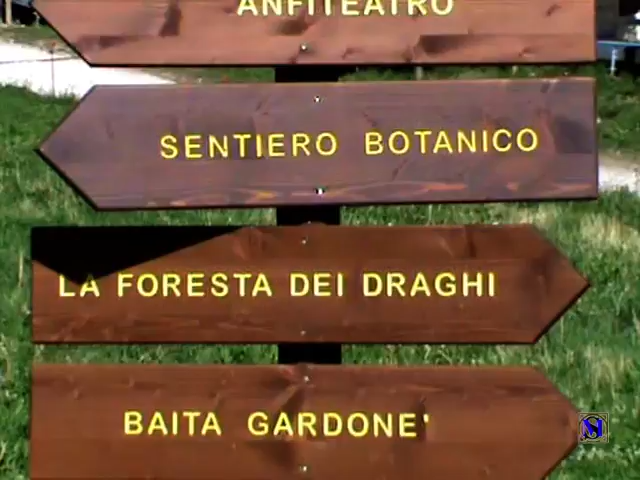 ANFITEATRO
SENTIERO BOTANICO
LA FORESTA DEI DRAGHI
BAITA GARDONE'